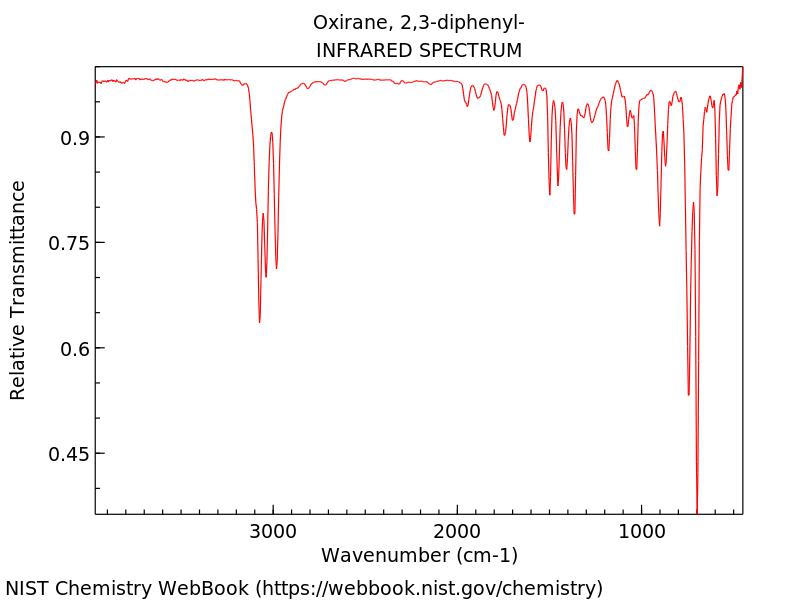 Oxirane, 2,3-diphenyl-
INFRARED SPECTRUM
0.9
0.75
0.6
0.45
Relative Transmittance
3000 2000 1000
Wavenumber (cm-1)
NIST Chemistry WebBook (https://webbook.nist.gov/chemistry)